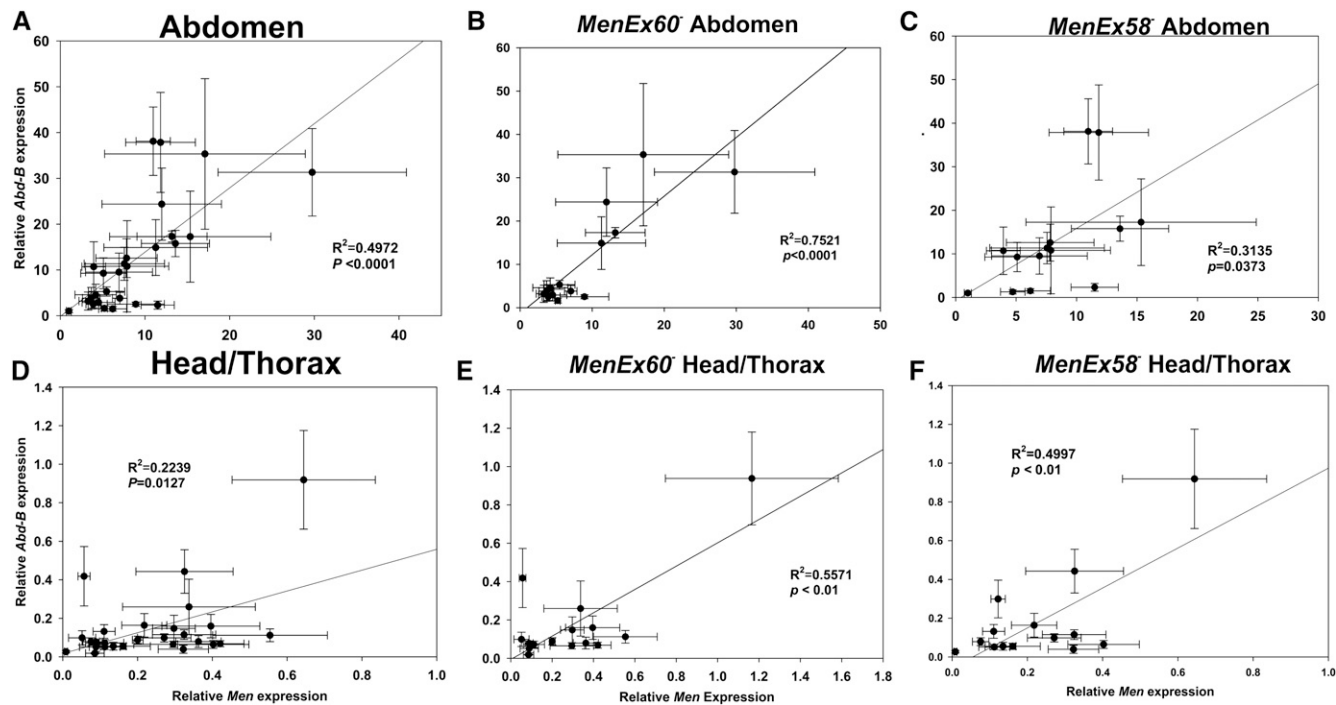 A
Abdomen
60
50
40
30
20
10
0
0
10
20
30
40
Relative Abd-B expression
R²=0.4972
P <0.0001
B
MenEx60⁻ Abdomen
60
50
40
30
20
10
0
0
10
20
30
40
50
R²=0.7521
p<0.0001
C
MenEx58⁻ Abdomen
60
50
40
30
20
10
0
0
5
10
15
20
25
30
R²=0.3135
p=0.0373
D
Head/Thorax
1.4
1.2
1.0
0.8
0.6
0.4
0.2
0.0
0.0
0.2
0.4
0.6
0.8
1.0
Relative Abd-B expression
Relative Men expression
R²=0.2239
P=0.0127
E
MenEx60⁻ Head/Thorax
1.4
1.2
1.0
0.8
0.6
0.4
0.2
0.0
0.0
0.2
0.4
0.6
0.8
1.0
1.2
1.4
1.6
1.8
Relative Men Expression
R²=0.5571
p < 0.01
F
MenEx58⁻ Head/Thorax
1.4
1.2
1.0
0.8
0.6
0.4
0.2
0.0
0.0
0.2
0.4
0.6
0.8
1.0
Relative Men expression
R²=0.4997
p < 0.01